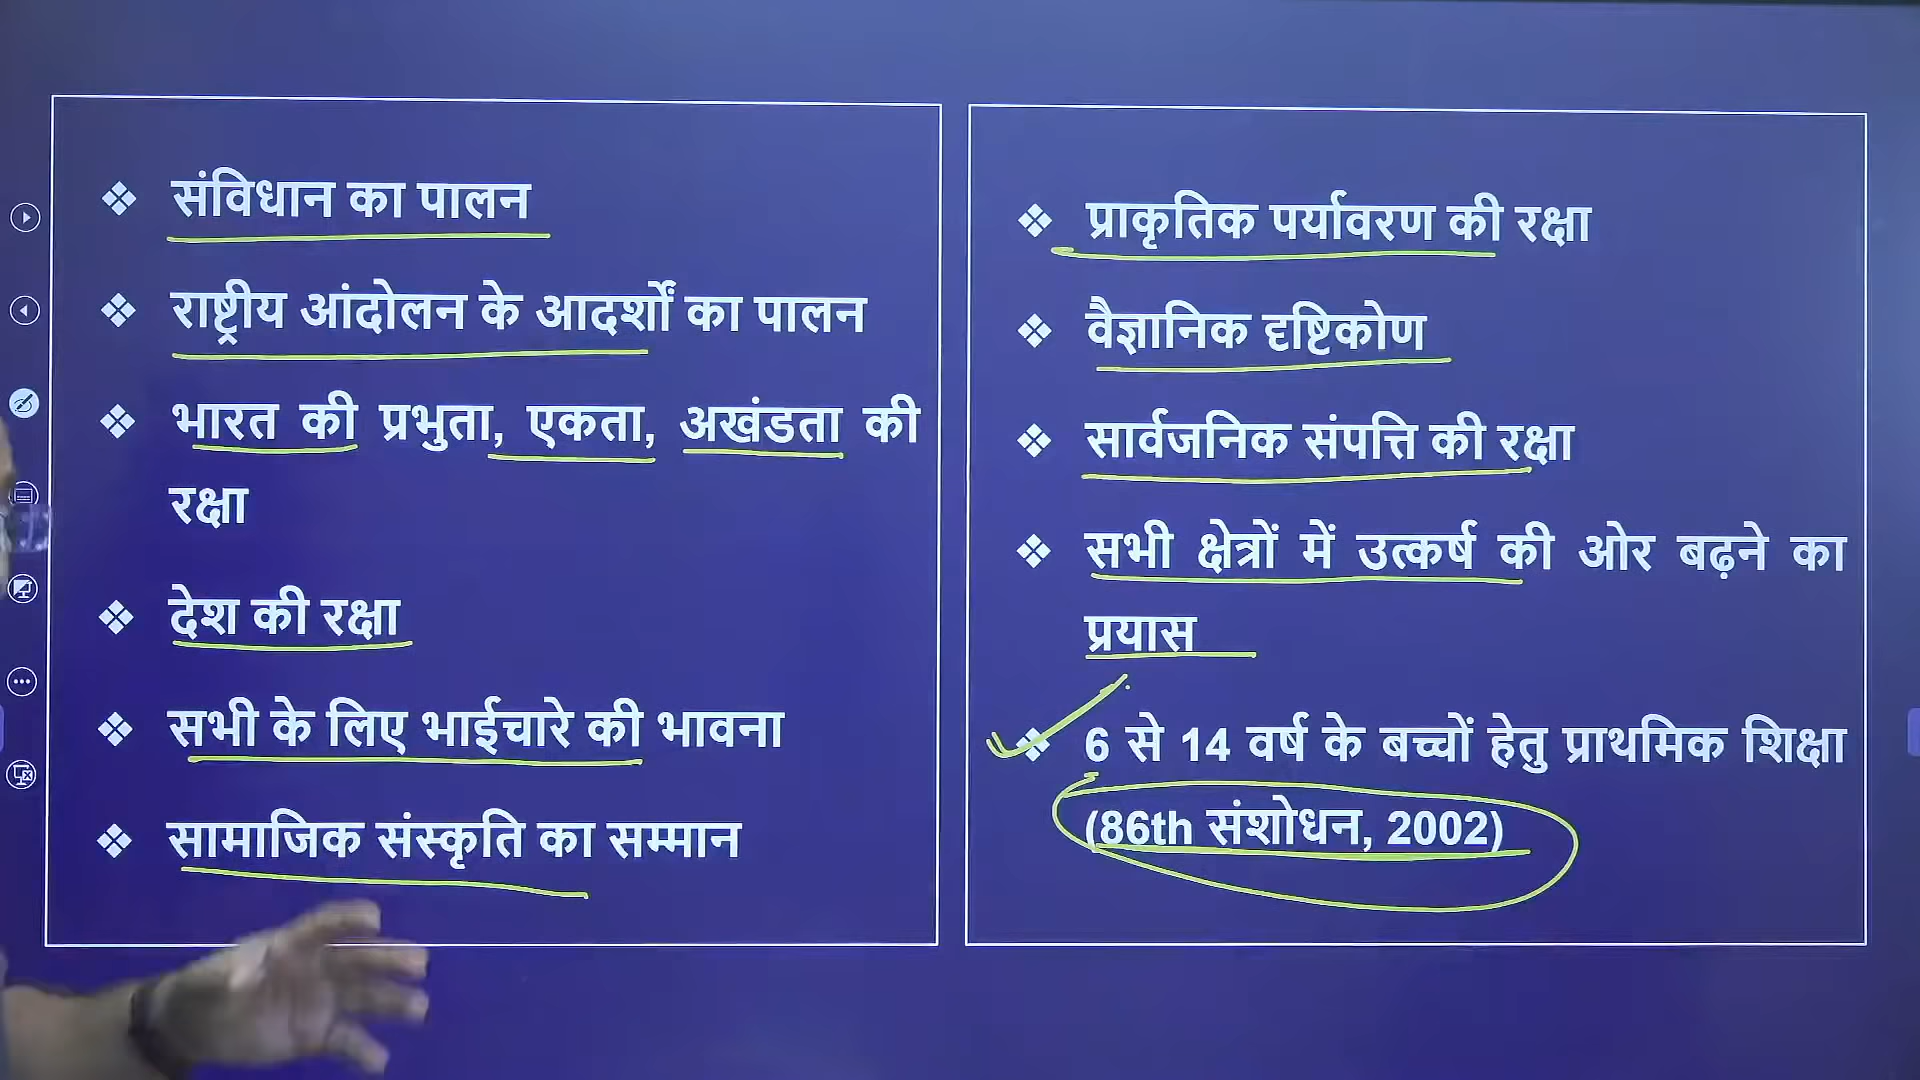 संविधान का पालन
राष्ट्रीय आंदोलन के आदर्शों का पालन
भारत की प्रभुता, एकता, अखंडता की
रक्षा
देश की रक्षा
सभी के लिए भाईचारे की भावना
सामाजिक संस्कृति का सम्मान
प्राकृतिक पर्यावरण की रक्षा
वैज्ञानिक दृष्टिकोण
सार्वजनिक संपत्ति की रक्षा
सभी क्षेत्रों में उत्कर्ष की ओर बढ़ने का
प्रयास
6 से 14 वर्ष के बच्चों हेतु प्राथमिक शिक्षा
(86th संशोधन, 2002)